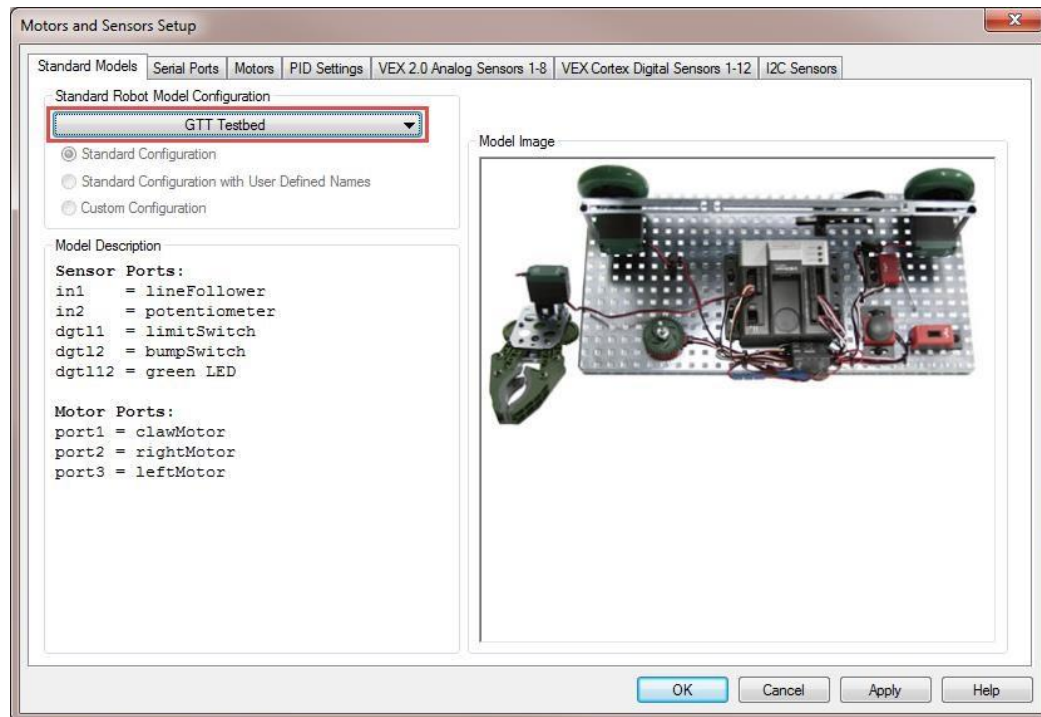 Motors and Sensors Setup
Standard Models Serial Ports Motors PID Settings VEX 2.0 Analog Sensors 1-8 VEX Cortex Digital Sensors 1-12 I2C Sensors
Standard Robot Model Configuration
GTT Testbed
Standard Configuration
Standard Configuration with User Defined Names
Custom Configuration
Model Description
Sensor Ports:
in1 = lineFollower
in2 = potentiometer
dgtl1 = limitSwitch
dgtl2 = bumpSwitch
dgtl12 = green LED
Motor Ports:
port1 = clawMotor
port2 = rightMotor
port3 = leftMotor
Model Image
OK Cancel Apply Help